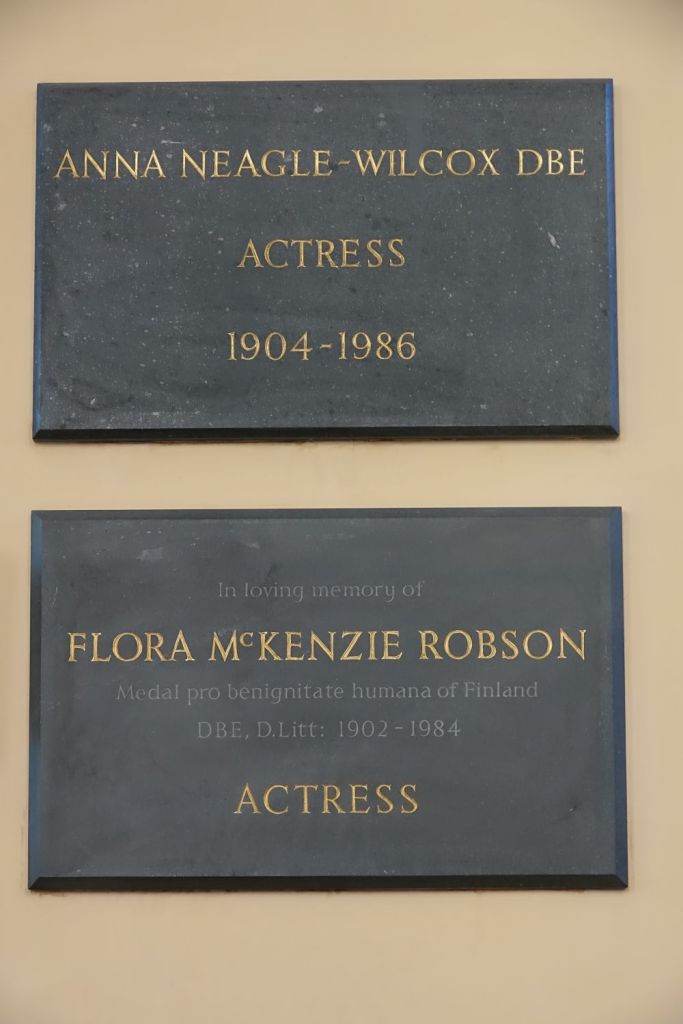 ANNA NEAGLE-WILCOX DBE
ACTRESS
1904-1986
In loving memory of
FLORA McKENZIE ROBSON
Medal pro benignitate humana of Finland
DBE, D.Litt: 1902-1984
ACTRESS